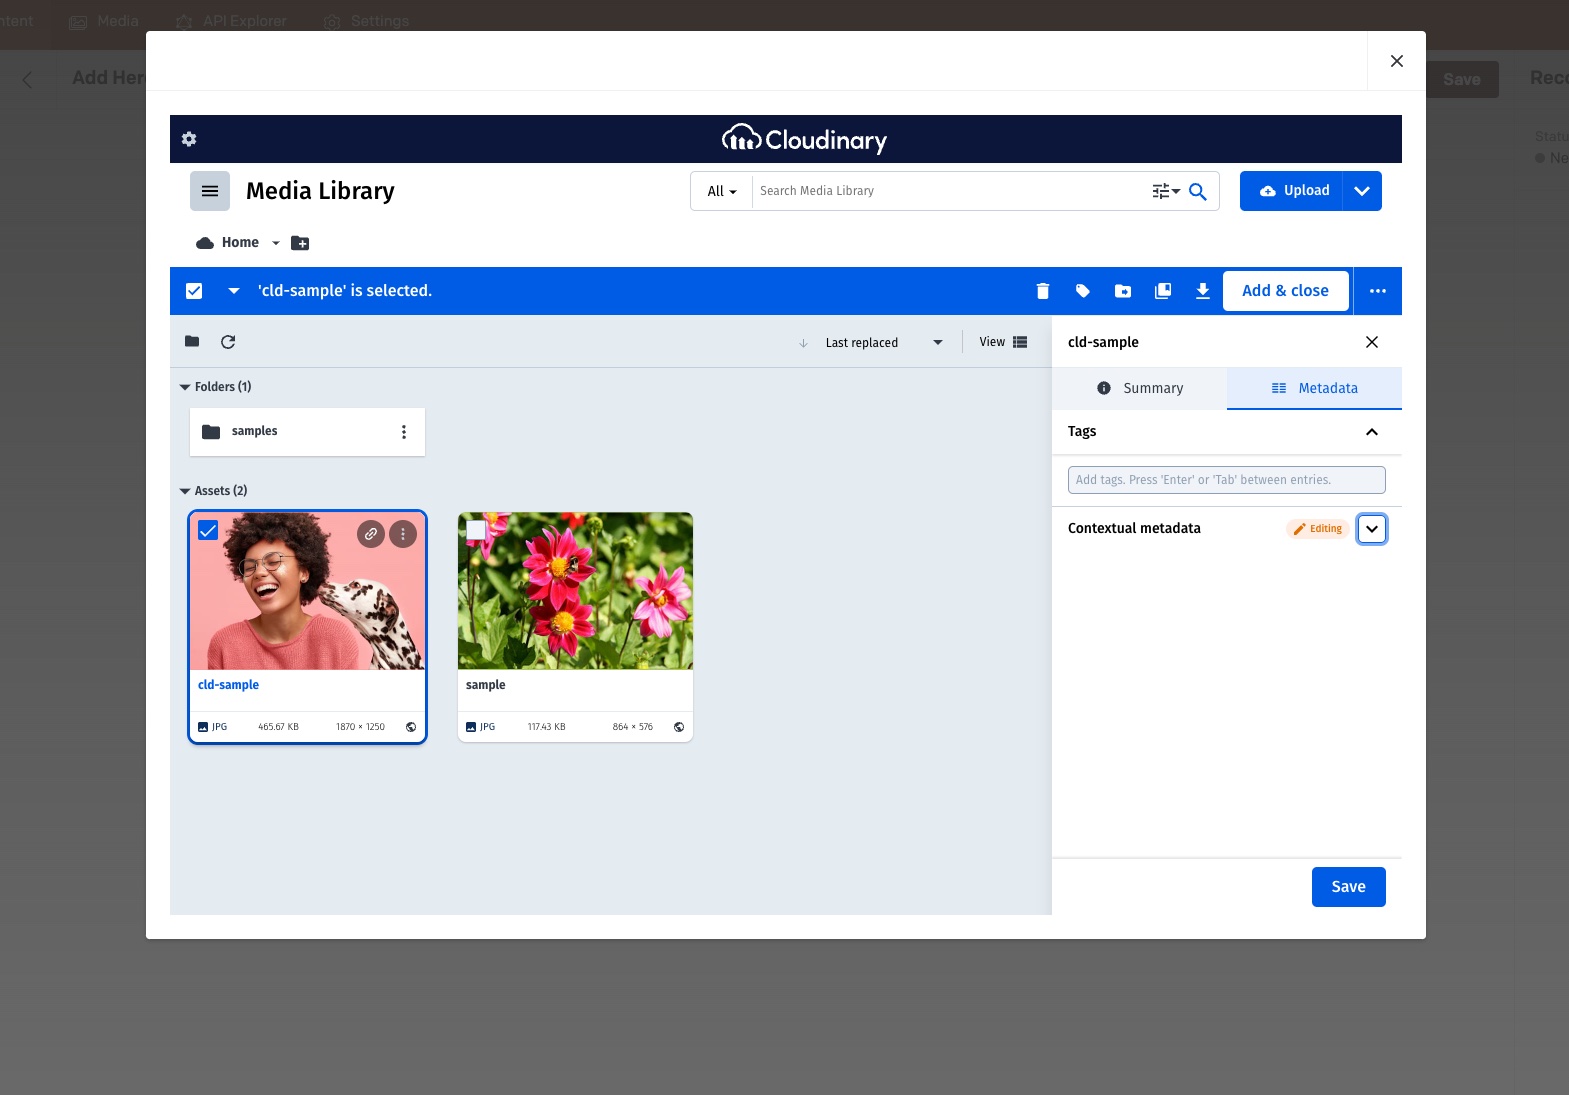 ntent Media API Explorer Settings
Add Her Save Reco
Statu
Ne
Cloudinary
Media Library All Search Media Library Upload
Home
'cld-sample' is selected. Add & close
Last replaced View
Folders (1)
samples
Assets (2)
cld-sample
JPG 465.67 KB 1870 × 1250
sample
JPG 117.43 KB 864 × 576
cld-sample
Summary Metadata
Tags
Add tags. Press 'Enter' or 'Tab' between entries.
Contextual metadata Editing
Save